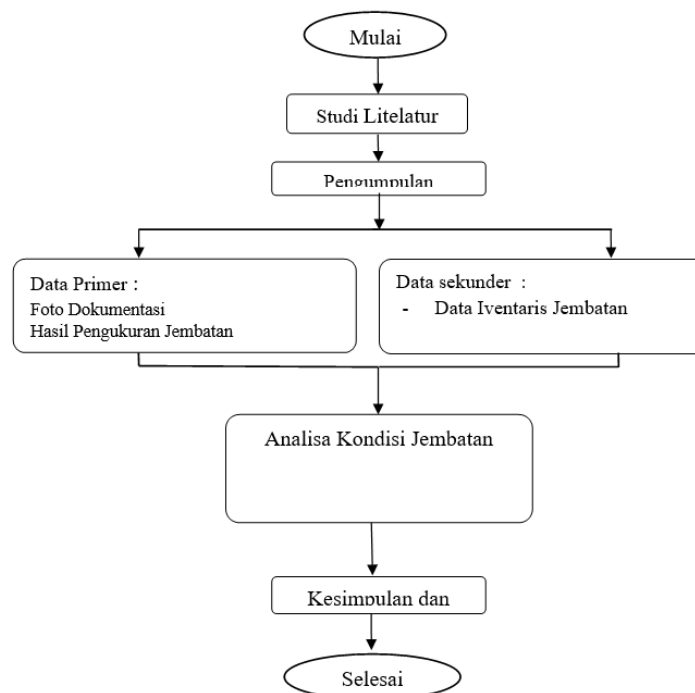 Mulai
Studi Litelatur
Pengumpulan
Data Primer :
Foto Dokumentasi
Hasil Pengukuran Jembatan
Data sekunder :
- Data Iventaris Jembatan
Analisa Kondisi Jembatan
Kesimpulan dan
Selesai